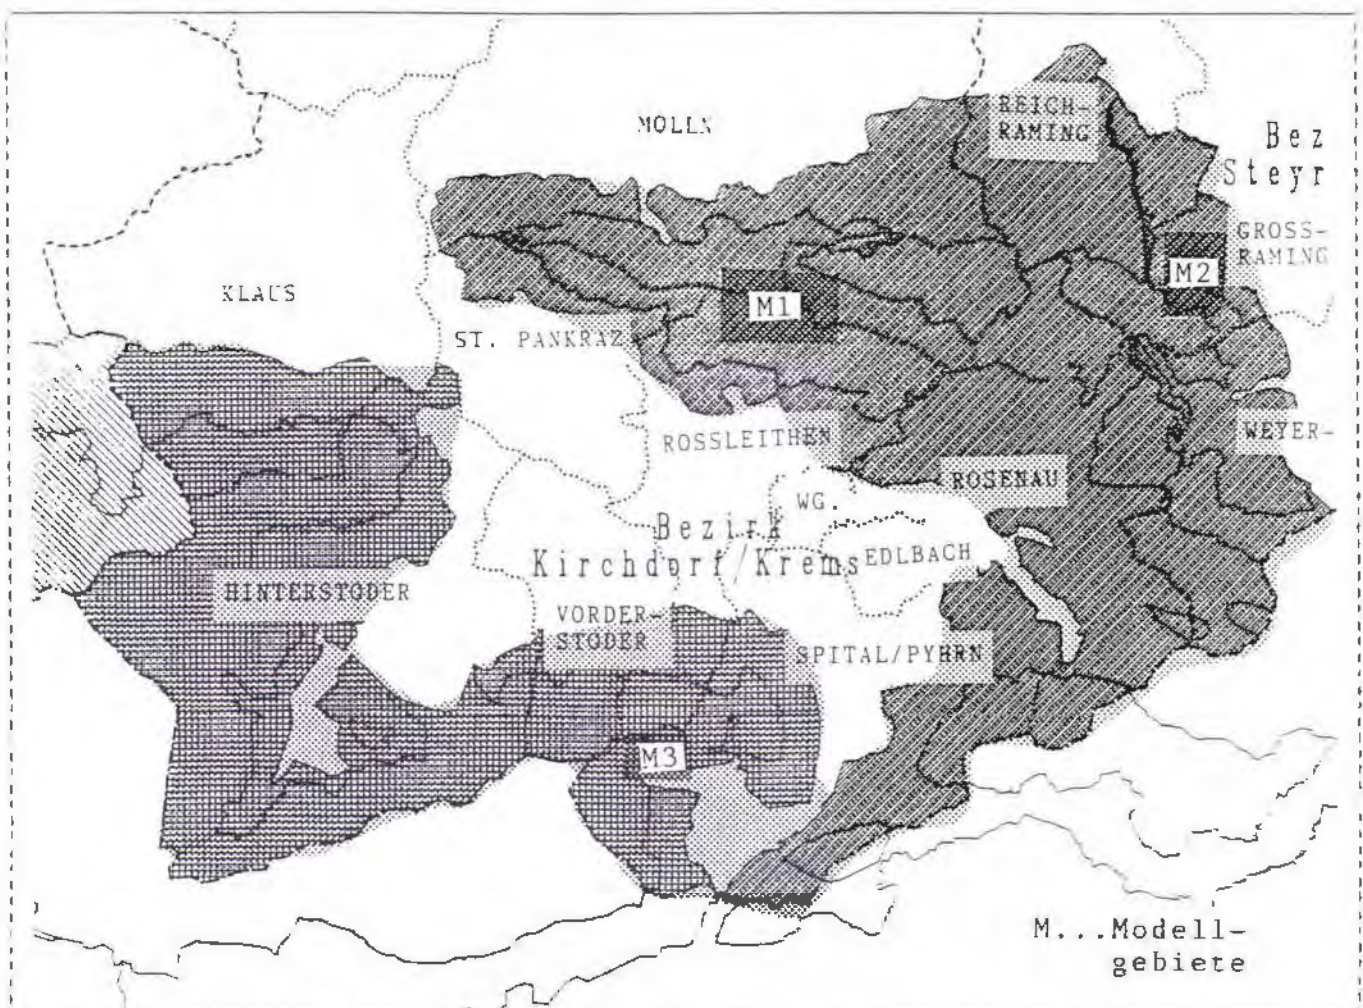 REICH-
RAMING
MOLLN
Bez
Steyr
GROSS-
RAMING
M2
KLAUS
M1
ST. PANKRAZ
ROSSLEITHEN
WEYER-
ROSENAU
WG.
Bezirk
Kirchdorf/Krems
EDLBACH
HINTERSTODER
VORDER-
STODER
SPITAL/PYHRN
M3
M...Modell-
gebiete